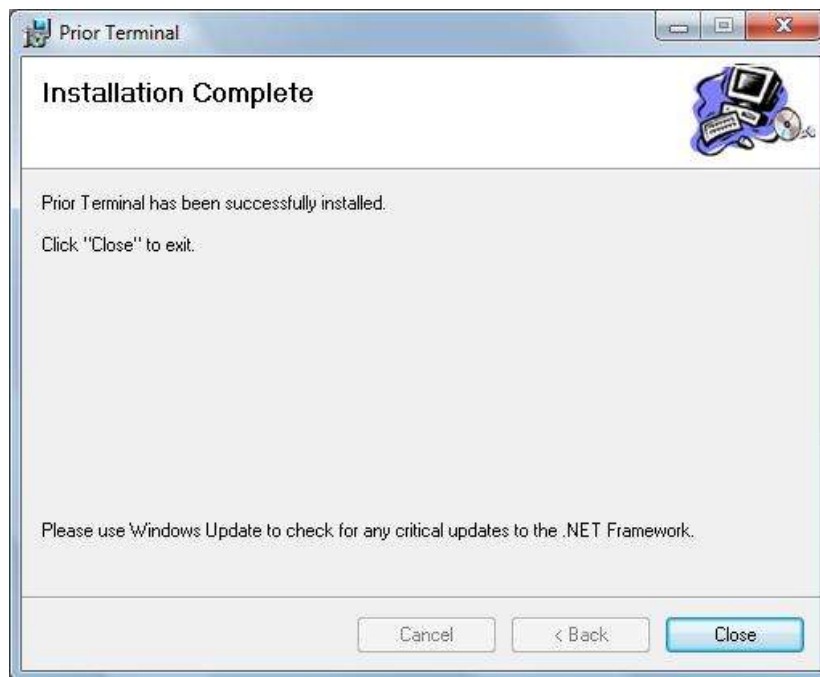 Prior Terminal
Installation Complete
Prior Terminal has been successfully installed.
Click "Close" to exit.
Please use Windows Update to check for any critical updates to the .NET Framework.
Cancel
< Back
Close